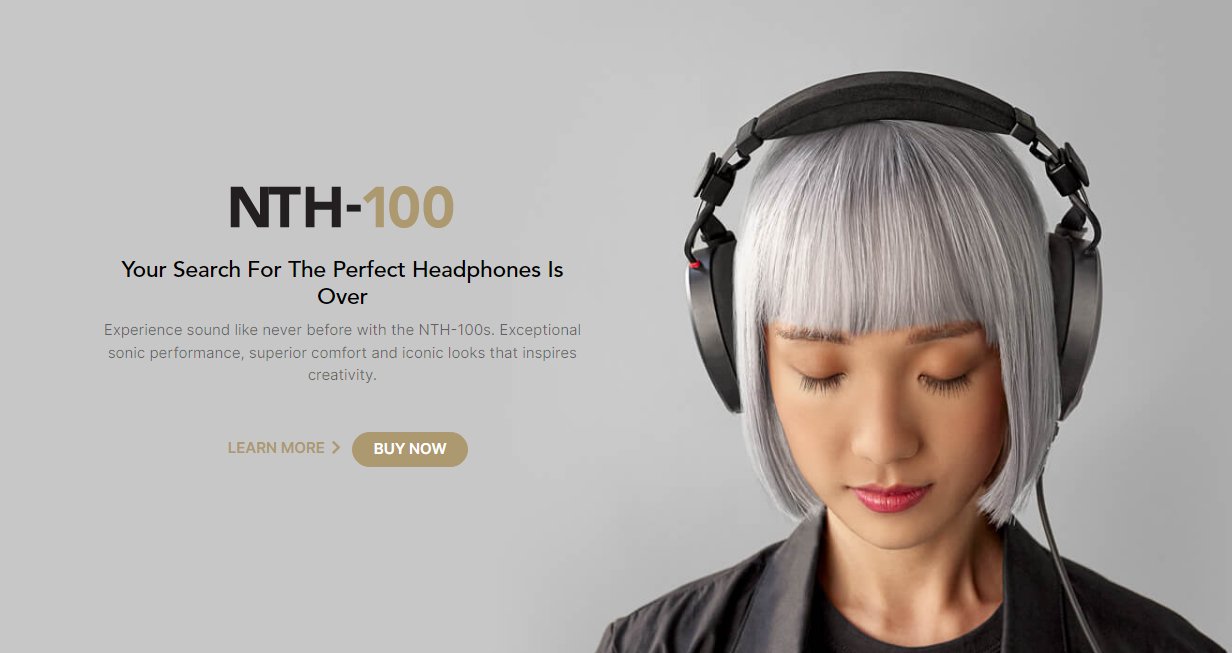 NTH-100
Your Search For The Perfect Headphones Is
Over
Experience sound like never before with the NTH-100s. Exceptional
sonic performance, superior comfort and iconic looks that inspires
creativity.
LEARN MORE >
BUY NOW